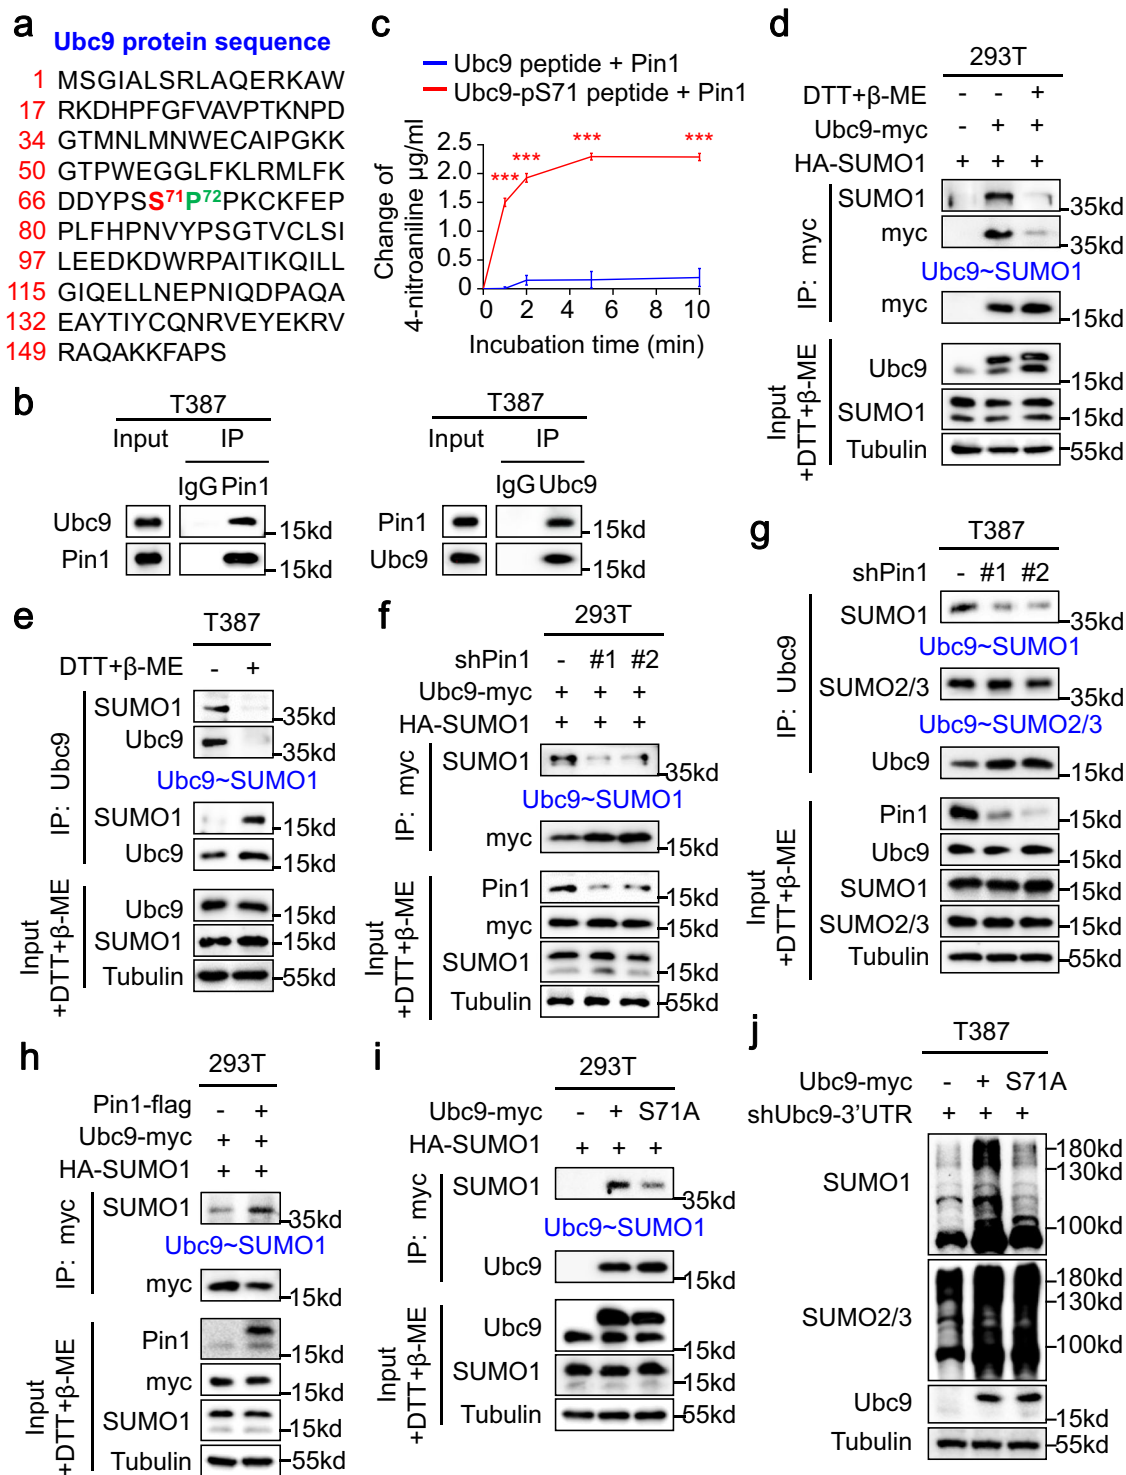 a
Ubc9 protein sequence
1 MSGIALSRLAQERKAW
17 RKDHPFGFVAVPTKNPD
34 GTMNLMNWECAIPGKK
50 GTPWEGGLFKLRMLFK
66 DDYPSS71P72PKCKFEP
80 PLFHPNVYPSGTVCLSI
97 LEEDKDWRPAITIKQILL
115 GIQELLNEPNIQDPAQA
132 EAYTIYCQNRVEYEKRV
149 RAQAKKFAPS
b
T387
Input IP
IgG Pin1
Ubc9 15kd
Pin1 15kd
T387
Input IP
IgG Ubc9
Pin1 15kd
Ubc9 15kd
c
Ubc9 peptide + Pin1
Ubc9-pS71 peptide + Pin1
Change of
4-nitroaniline µg/ml
2.5
2.0
1.5
1.0
0.5
0
*** *** *** ***
0 2 4 6 8 10
Incubation time (min)
d
293T
DTT+β-ME - - +
Ubc9-myc - + +
HA-SUMO1 + + +
IP: myc
SUMO1 35kd
myc 35kd
Ubc9~SUMO1
myc 15kd
Input
+DTT+β-ME
Ubc9 15kd
SUMO1 15kd
Tubulin 55kd
e
T387
DTT+β-ME - +
IP: Ubc9
SUMO1 35kd
Ubc9 35kd
Ubc9~SUMO1
SUMO1 15kd
Ubc9 15kd
Input
+DTT+β-ME
Ubc9 15kd
SUMO1 15kd
Tubulin 55kd
f
293T
shPin1 - #1 #2
Ubc9-myc + + +
HA-SUMO1 + + +
IP: myc
SUMO1 35kd
Ubc9~SUMO1
myc 15kd
Input
+DTT+β-ME
Pin1 15kd
myc 15kd
SUMO1 15kd
Tubulin 55kd
g
T387
shPin1 - #1 #2
IP: Ubc9
SUMO1 35kd
Ubc9~SUMO1
SUMO2/3 35kd
Ubc9~SUMO2/3
Ubc9 15kd
Input
+DTT+β-ME
Pin1 15kd
Ubc9 15kd
SUMO1 15kd
SUMO2/3 15kd
Tubulin 55kd
h
293T
Pin1-flag - +
Ubc9-myc + +
HA-SUMO1 + +
IP: myc
SUMO1 35kd
Ubc9~SUMO1
myc 15kd
Input
+DTT+β-ME
Pin1 15kd
myc 15kd
SUMO1 15kd
Tubulin 55kd
i
293T
Ubc9-myc - + S71A
HA-SUMO1 + + +
IP: myc
SUMO1 35kd
Ubc9~SUMO1
Ubc9 15kd
Input
+DTT+β-ME
Ubc9 15kd
SUMO1 15kd
Tubulin 55kd
j
T387
Ubc9-myc - + S71A
shUbc9-3'UTR + + +
SUMO1 180kd
130kd
100kd
SUMO2/3 180kd
130kd
100kd
Ubc9 15kd
Tubulin 55kd